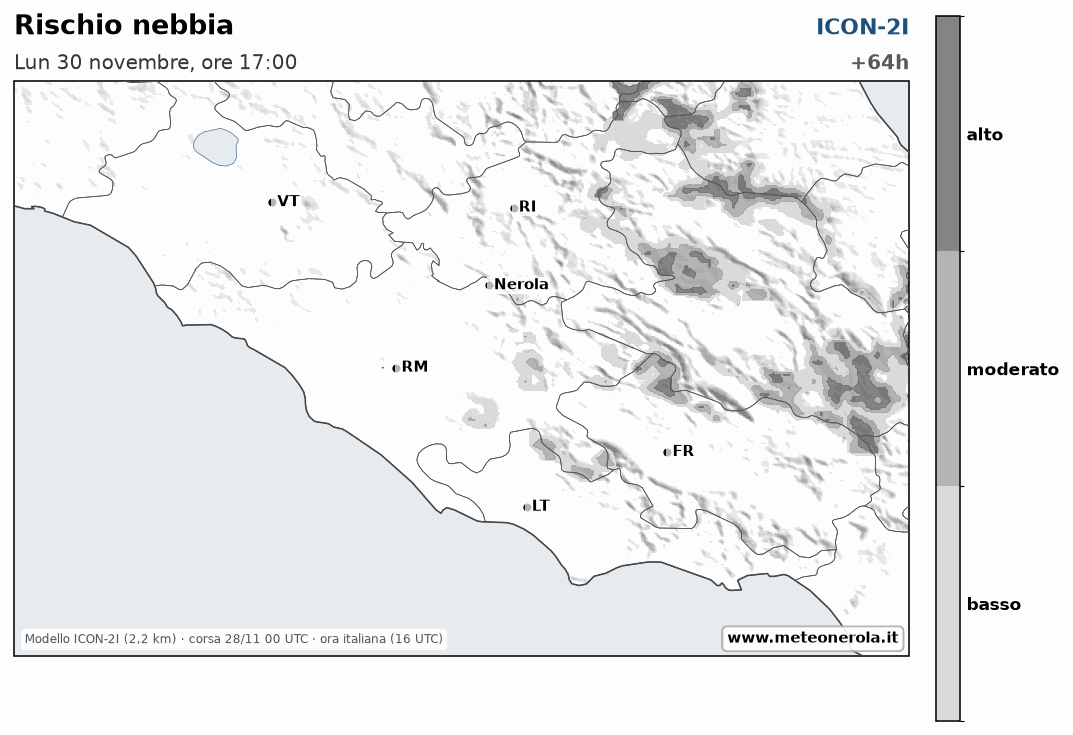 Rischio nebbia
ICON-2I
Lun 30 novembre, ore 17:00
+64h
alto
VT
RI
Nerola
RM
moderato
FR
LT
basso
Modello ICON-2I (2,2 km) · corsa 28/11 00 UTC · ora italiana (16 UTC)
www.meteonerola.it